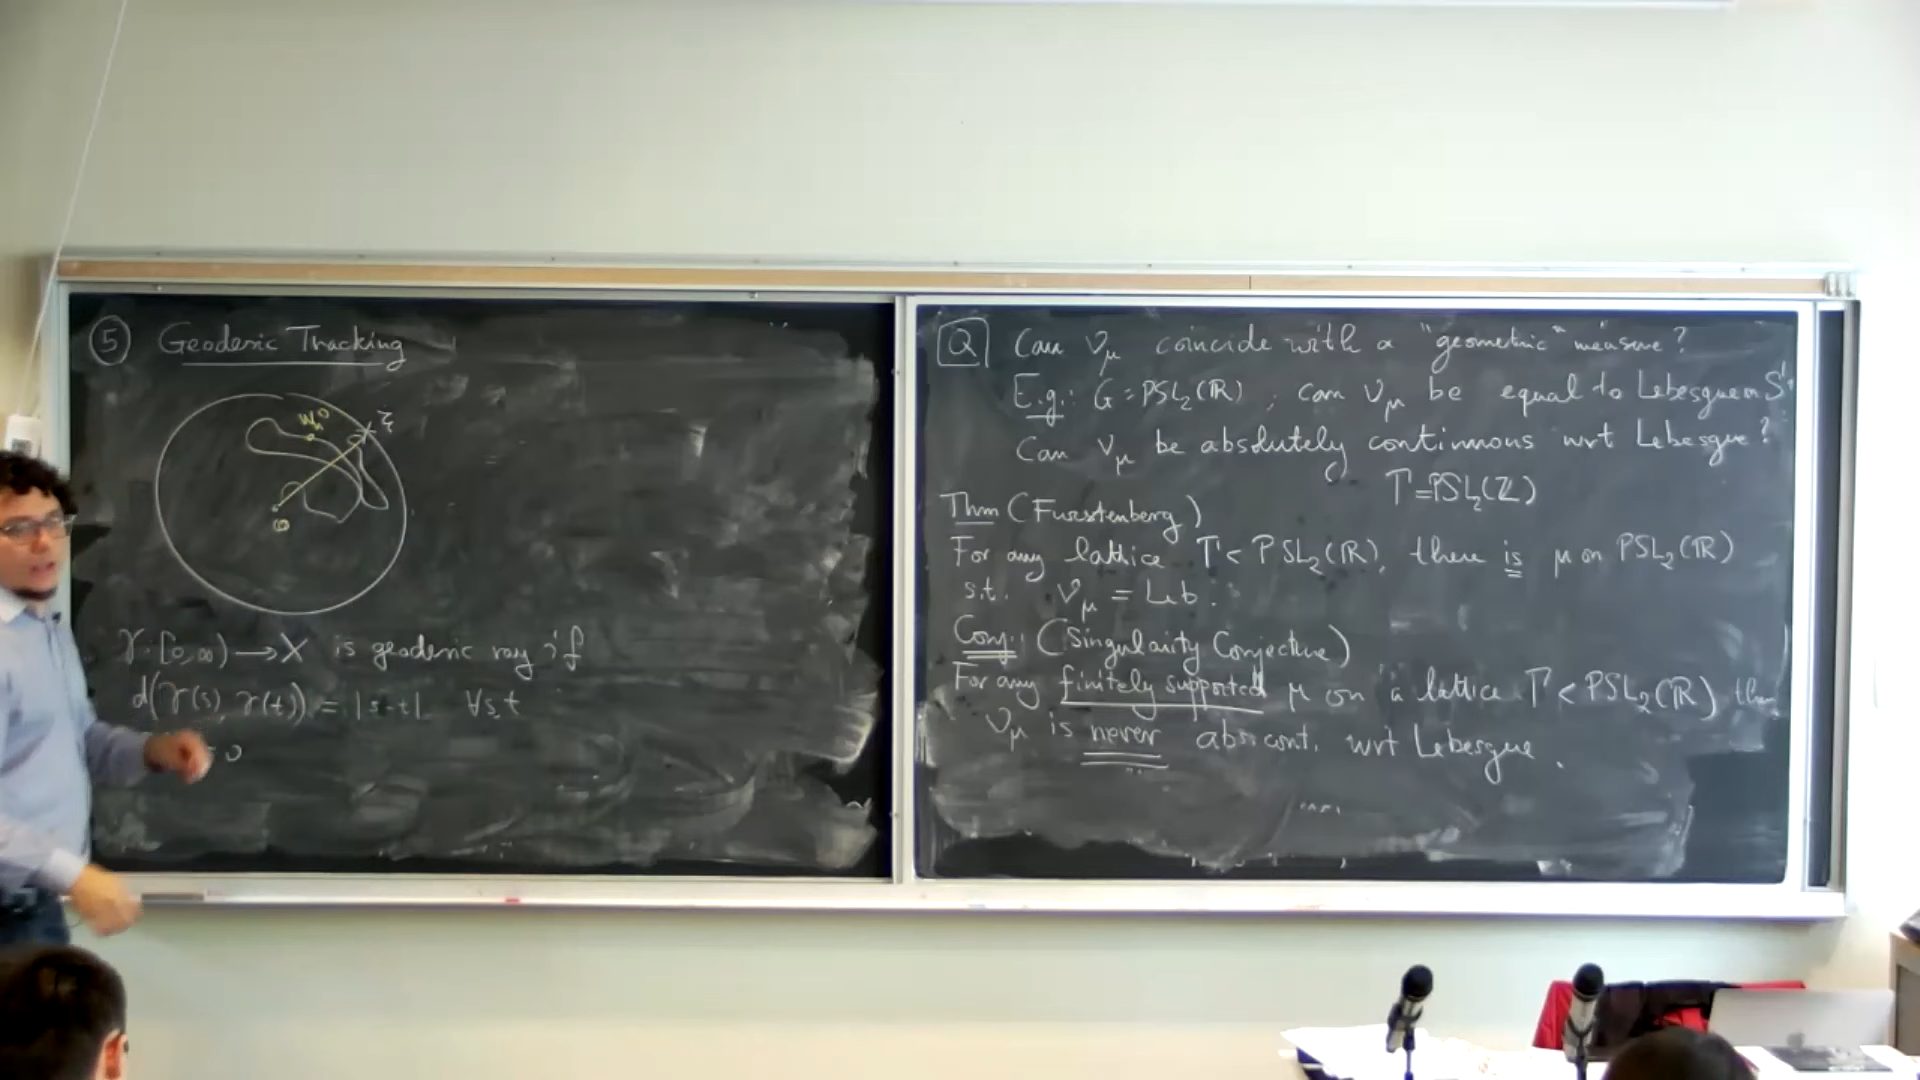 ⑤ Geodesic Tracking
wₙo
ξ
o
γ: [0,∞) → X is geodesic ray if
d(γ(s), γ(t)) = |s-t| ∀s,t
= o
Q Can ν_μ coincide with a "geometric" measure?
E.g.: G = PSL₂(ℝ), can ν_μ be equal to Lebesgue on S¹?
Can ν_μ be absolutely continuous wrt Lebesgue?
Γ=PSL₂(ℤ)
Thm (Furstenberg)
For any lattice Γ < PSL₂(ℝ), there is μ on PSL₂(ℝ)
s.t. ν_μ = Leb.
Conj: (Singularity Conjecture)
For any finitely supported μ on a lattice Γ < PSL₂(ℝ) then
ν_μ is never abs. cont. wrt Lebesgue.